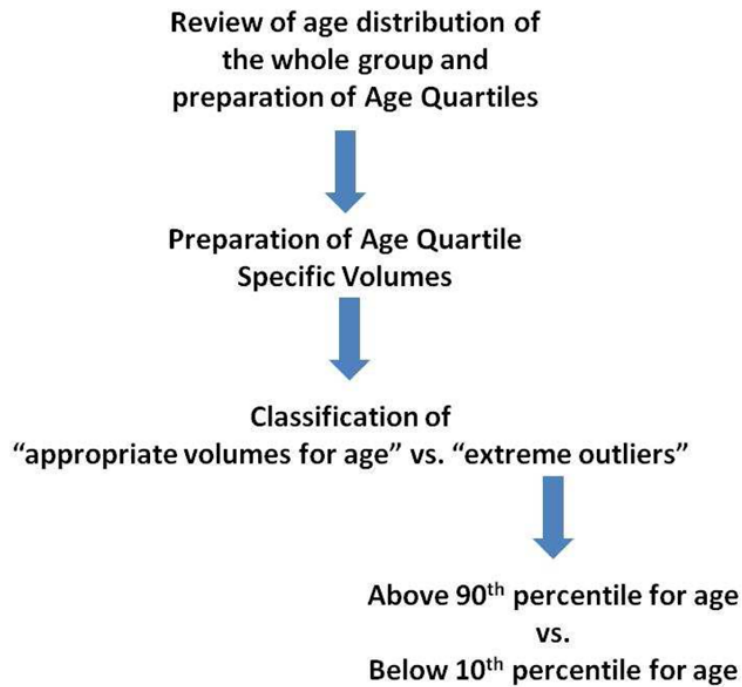 Review of age distribution of
the whole group and
preparation of Age Quartiles
Preparation of Age Quartile
Specific Volumes
Classification of
“appropriate volumes for age” vs. “extreme outliers”
Above 90th percentile for age
vs.
Below 10th percentile for age